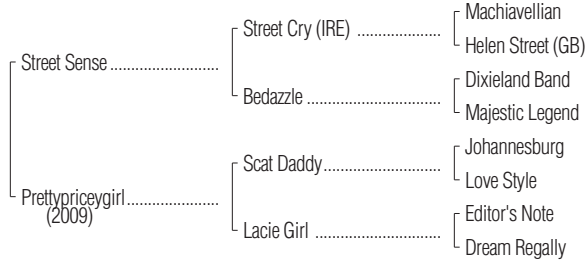 Machiavellian
Street Cry (IRE) ....................
Helen Street (GB)
Street Sense ..........................
Dixieland Band
Bedazzle ................................
Majestic Legend
Johannesburg
Scat Daddy............................
Love Style
Prettypriceygirl......................
(2009)
Editor's Note
Lacie Girl ..............................
Dream Regally